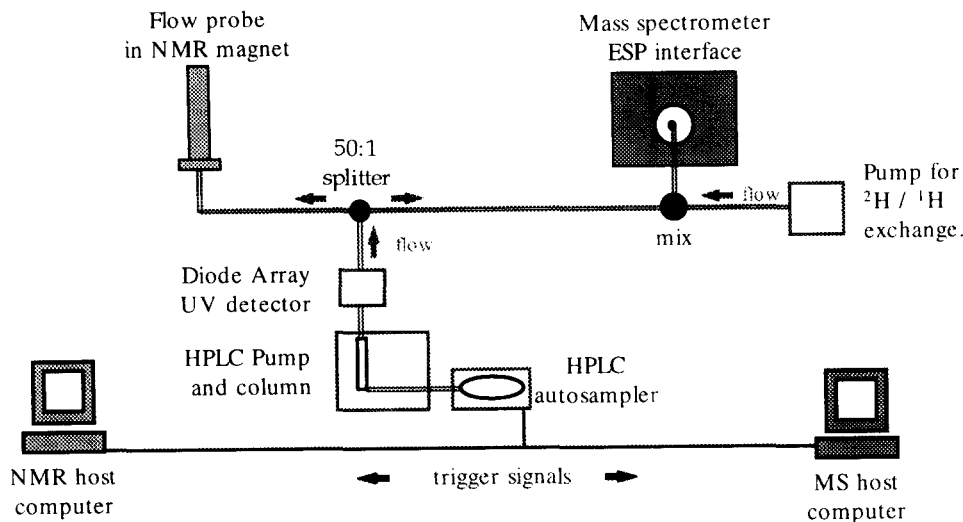 Flow probe
in NMR magnet
Mass spectrometer
ESP interface
50:1
splitter
flow
Pump for
²H / ¹H
exchange.
mix
flow
Diode Array
UV detector
HPLC Pump
and column
HPLC
autosampler
NMR host
computer
trigger signals
MS host
computer